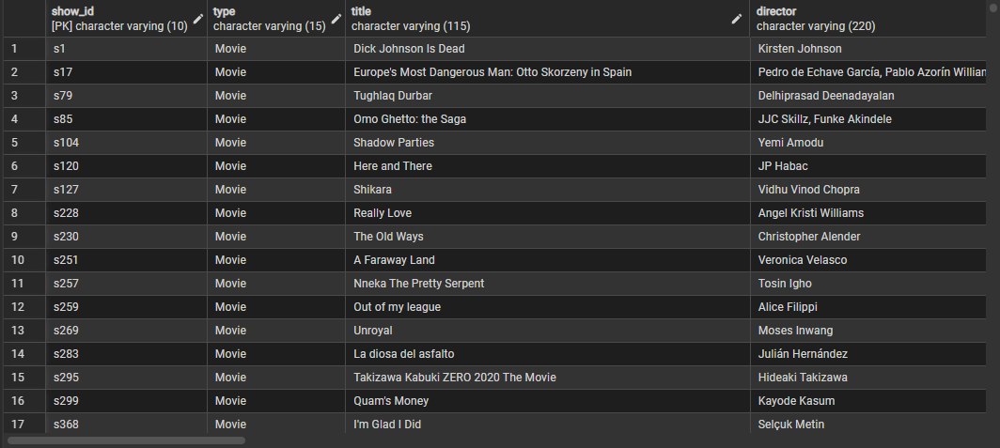 show_id type title director
[PK] character varying (10) character varying (15) character varying (115) character varying (220)
1 s1 Movie Dick Johnson Is Dead Kirsten Johnson
2 s17 Movie Europe's Most Dangerous Man: Otto Skorzeny in Spain Pedro de Echave García, Pablo Azorín
3 s79 Movie Tughlaq Durbar Delhiprasad Deenadayalan
4 s85 Movie Omo Ghetto: the Saga JJC Skillz, Funke Akindele
5 s104 Movie Shadow Parties Yemi Amodu
6 s120 Movie Here and There JP Habac
7 s127 Movie Shikara Vidhu Vinod Chopra
8 s228 Movie Really Love Angel Kristi Williams
9 s230 Movie The Old Ways Christopher Alender
10 s251 Movie A Faraway Land Veronica Velasco
11 s257 Movie Nneka The Pretty Serpent Tosin Igho
12 s259 Movie Out of my league Alice Filippi
13 s269 Movie Unroyal Moses Inwang
14 s283 Movie La diosa del asfalto Julián Hernández
15 s295 Movie Takizawa Kabuki ZERO 2020 The Movie Hideaki Takizawa
16 s299 Movie Quam's Money Kayode Kasum
17 s368 Movie I'm Glad I Did Selçuk Metin